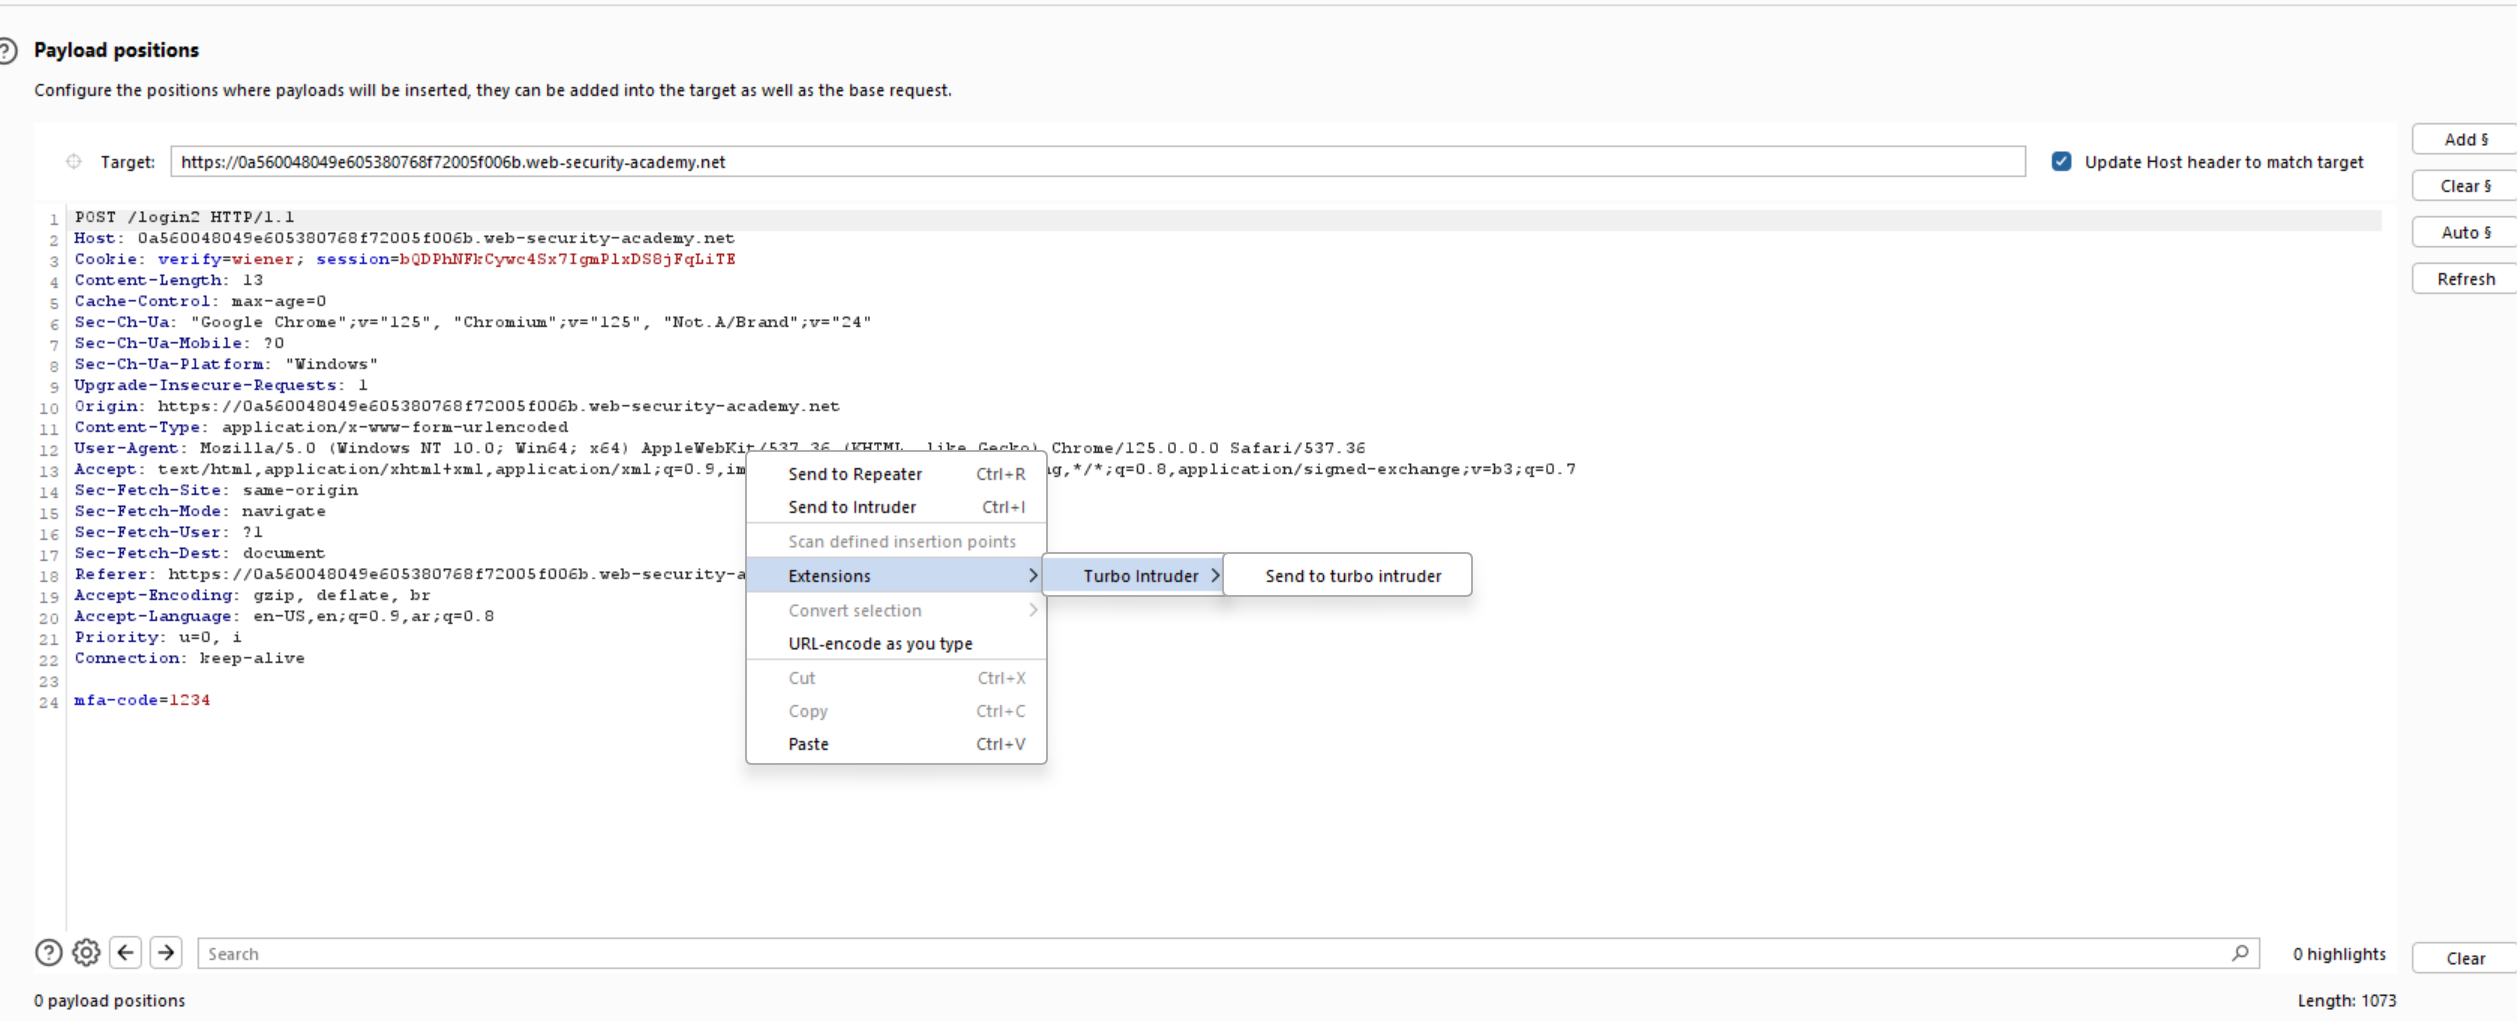 Payload positions
Configure the positions where payloads will be inserted, they can be added into the target as well as the base request.
Target: https://0a560048049e605380768f72005f006b.web-security-academy.net
Update Host header to match target
Add §
Clear §
Auto §
Refresh
1 POST /login2 HTTP/1.1
2 Host: 0a560048049e605380768f72005f006b.web-security-academy.net
3 Cookie: verify=wiener; session=bQDPhNFkCywc4Sx7IgmPlxDS8jFqLiTE
4 Content-Length: 13
5 Cache-Control: max-age=0
6 Sec-Ch-Ua: "Google Chrome";v="125", "Chromium";v="125", "Not.A/Brand";v="24"
7 Sec-Ch-Ua-Mobile: ?0
8 Sec-Ch-Ua-Platform: "Windows"
9 Upgrade-Insecure-Requests: 1
10 Origin: https://0a560048049e605380768f72005f006b.web-security-academy.net
11 Content-Type: application/x-www-form-urlencoded
12 User-Agent: Mozilla/5.0 (Windows NT 10.0; Win64; x64) AppleWebKit/537.36 (KHTML, like Gecko) Chrome/125.0.0.0 Safari/537.36
13 Accept: text/html,application/xhtml+xml,application/xml;q=0.9,im g,*/*;q=0.8,application/signed-exchange;v=b3;q=0.7
14 Sec-Fetch-Site: same-origin
15 Sec-Fetch-Mode: navigate
16 Sec-Fetch-User: ?1
17 Sec-Fetch-Dest: document
18 Referer: https://0a560048049e605380768f72005f006b.web-security-a
19 Accept-Encoding: gzip, deflate, br
20 Accept-Language: en-US,en;q=0.9,ar;q=0.8
21 Priority: u=0, i
22 Connection: keep-alive
23
24 mfa-code=1234
Send to Repeater Ctrl+R
Send to Intruder Ctrl+I
Scan defined insertion points
Extensions
Turbo Intruder
Send to turbo intruder
Convert selection
URL-encode as you type
Cut Ctrl+X
Copy Ctrl+C
Paste Ctrl+V
Search
0 highlights
Clear
0 payload positions
Length: 1073